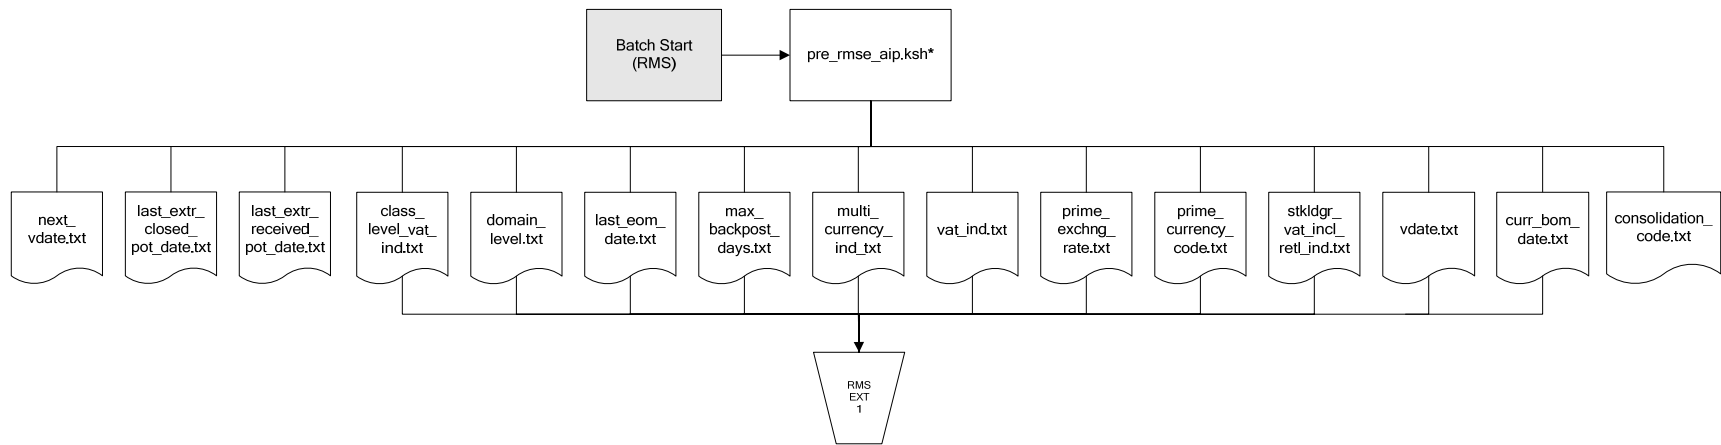 Batch Start
(RMS)
pre_rmse_aip.ksh*
next_
vdate.txt
last_extr_
closed_
pot_date.txt
last_extr_
received_
pot_date.txt
class_
level_vat_
ind.txt
domain_
level.txt
last_eom_
date.txt
max_
backpost_
days.txt
multi_
currency_
ind_txt
vat_ind.txt
prime_
exchng_
rate.txt
prime_
currency_
code.txt
stkldgr_
vat_incl_
retl_ind.txt
vdate.txt
curr_bom_
date.txt
consolidation_
code.txt
RMS
EXT
1